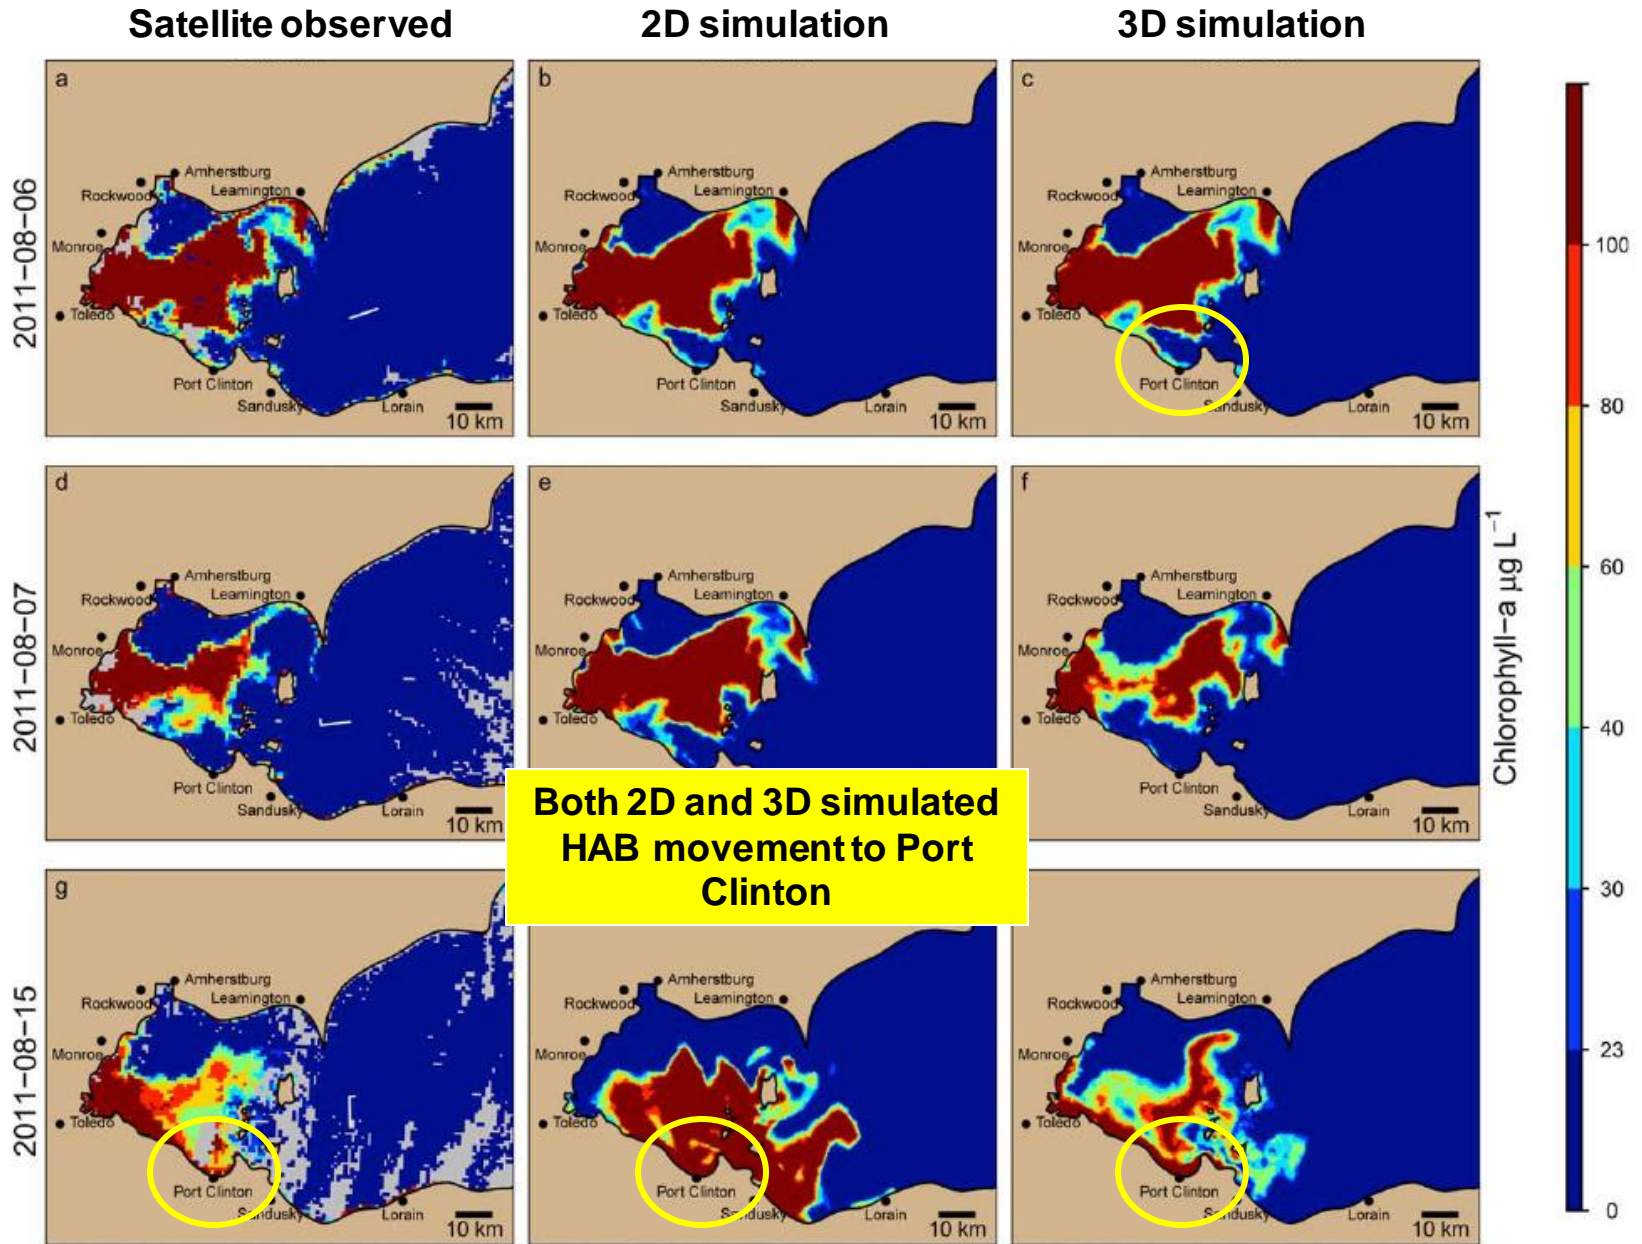 Satellite observed
2D simulation
3D simulation
2011-08-06
a
Amherstburg
Rockwood
Leamington
Monroe
Toledo
Port Clinton
Sandusky
Lorain
10 km
b
Amherstburg
Rockwood
Leamington
Monroe
Toledo
Port Clinton
Sandusky
Lorain
10 km
c
Amherstburg
Rockwood
Leamington
Monroe
Toledo
Port Clinton
Sandusky
Lorain
10 km
2011-08-07
d
Amherstburg
Rockwood
Leamington
Monroe
Toledo
Port Clinton
Sandusky
Lorain
10 km
e
Amherstburg
Rockwood
Leamington
Monroe
Toledo
f
Amherstburg
Rockwood
Leamington
Monroe
Toledo
Port Clinton
Sandusky
Lorain
10 km
Both 2D and 3D simulated
HAB movement to Port
Clinton
2011-08-15
g
Amherstburg
Rockwood
Leamington
Monroe
Toledo
Port Clinton
Sandusky
Lorain
10 km
Amherstburg
Rockwood
Leamington
Monroe
Toledo
Port Clinton
Sandusky
Lorain
10 km
Amherstburg
Rockwood
Leamington
Monroe
Toledo
Port Clinton
Sandusky
Lorain
10 km
Chlorophyl-a µg L⁻¹
100
80
60
40
30
23
0